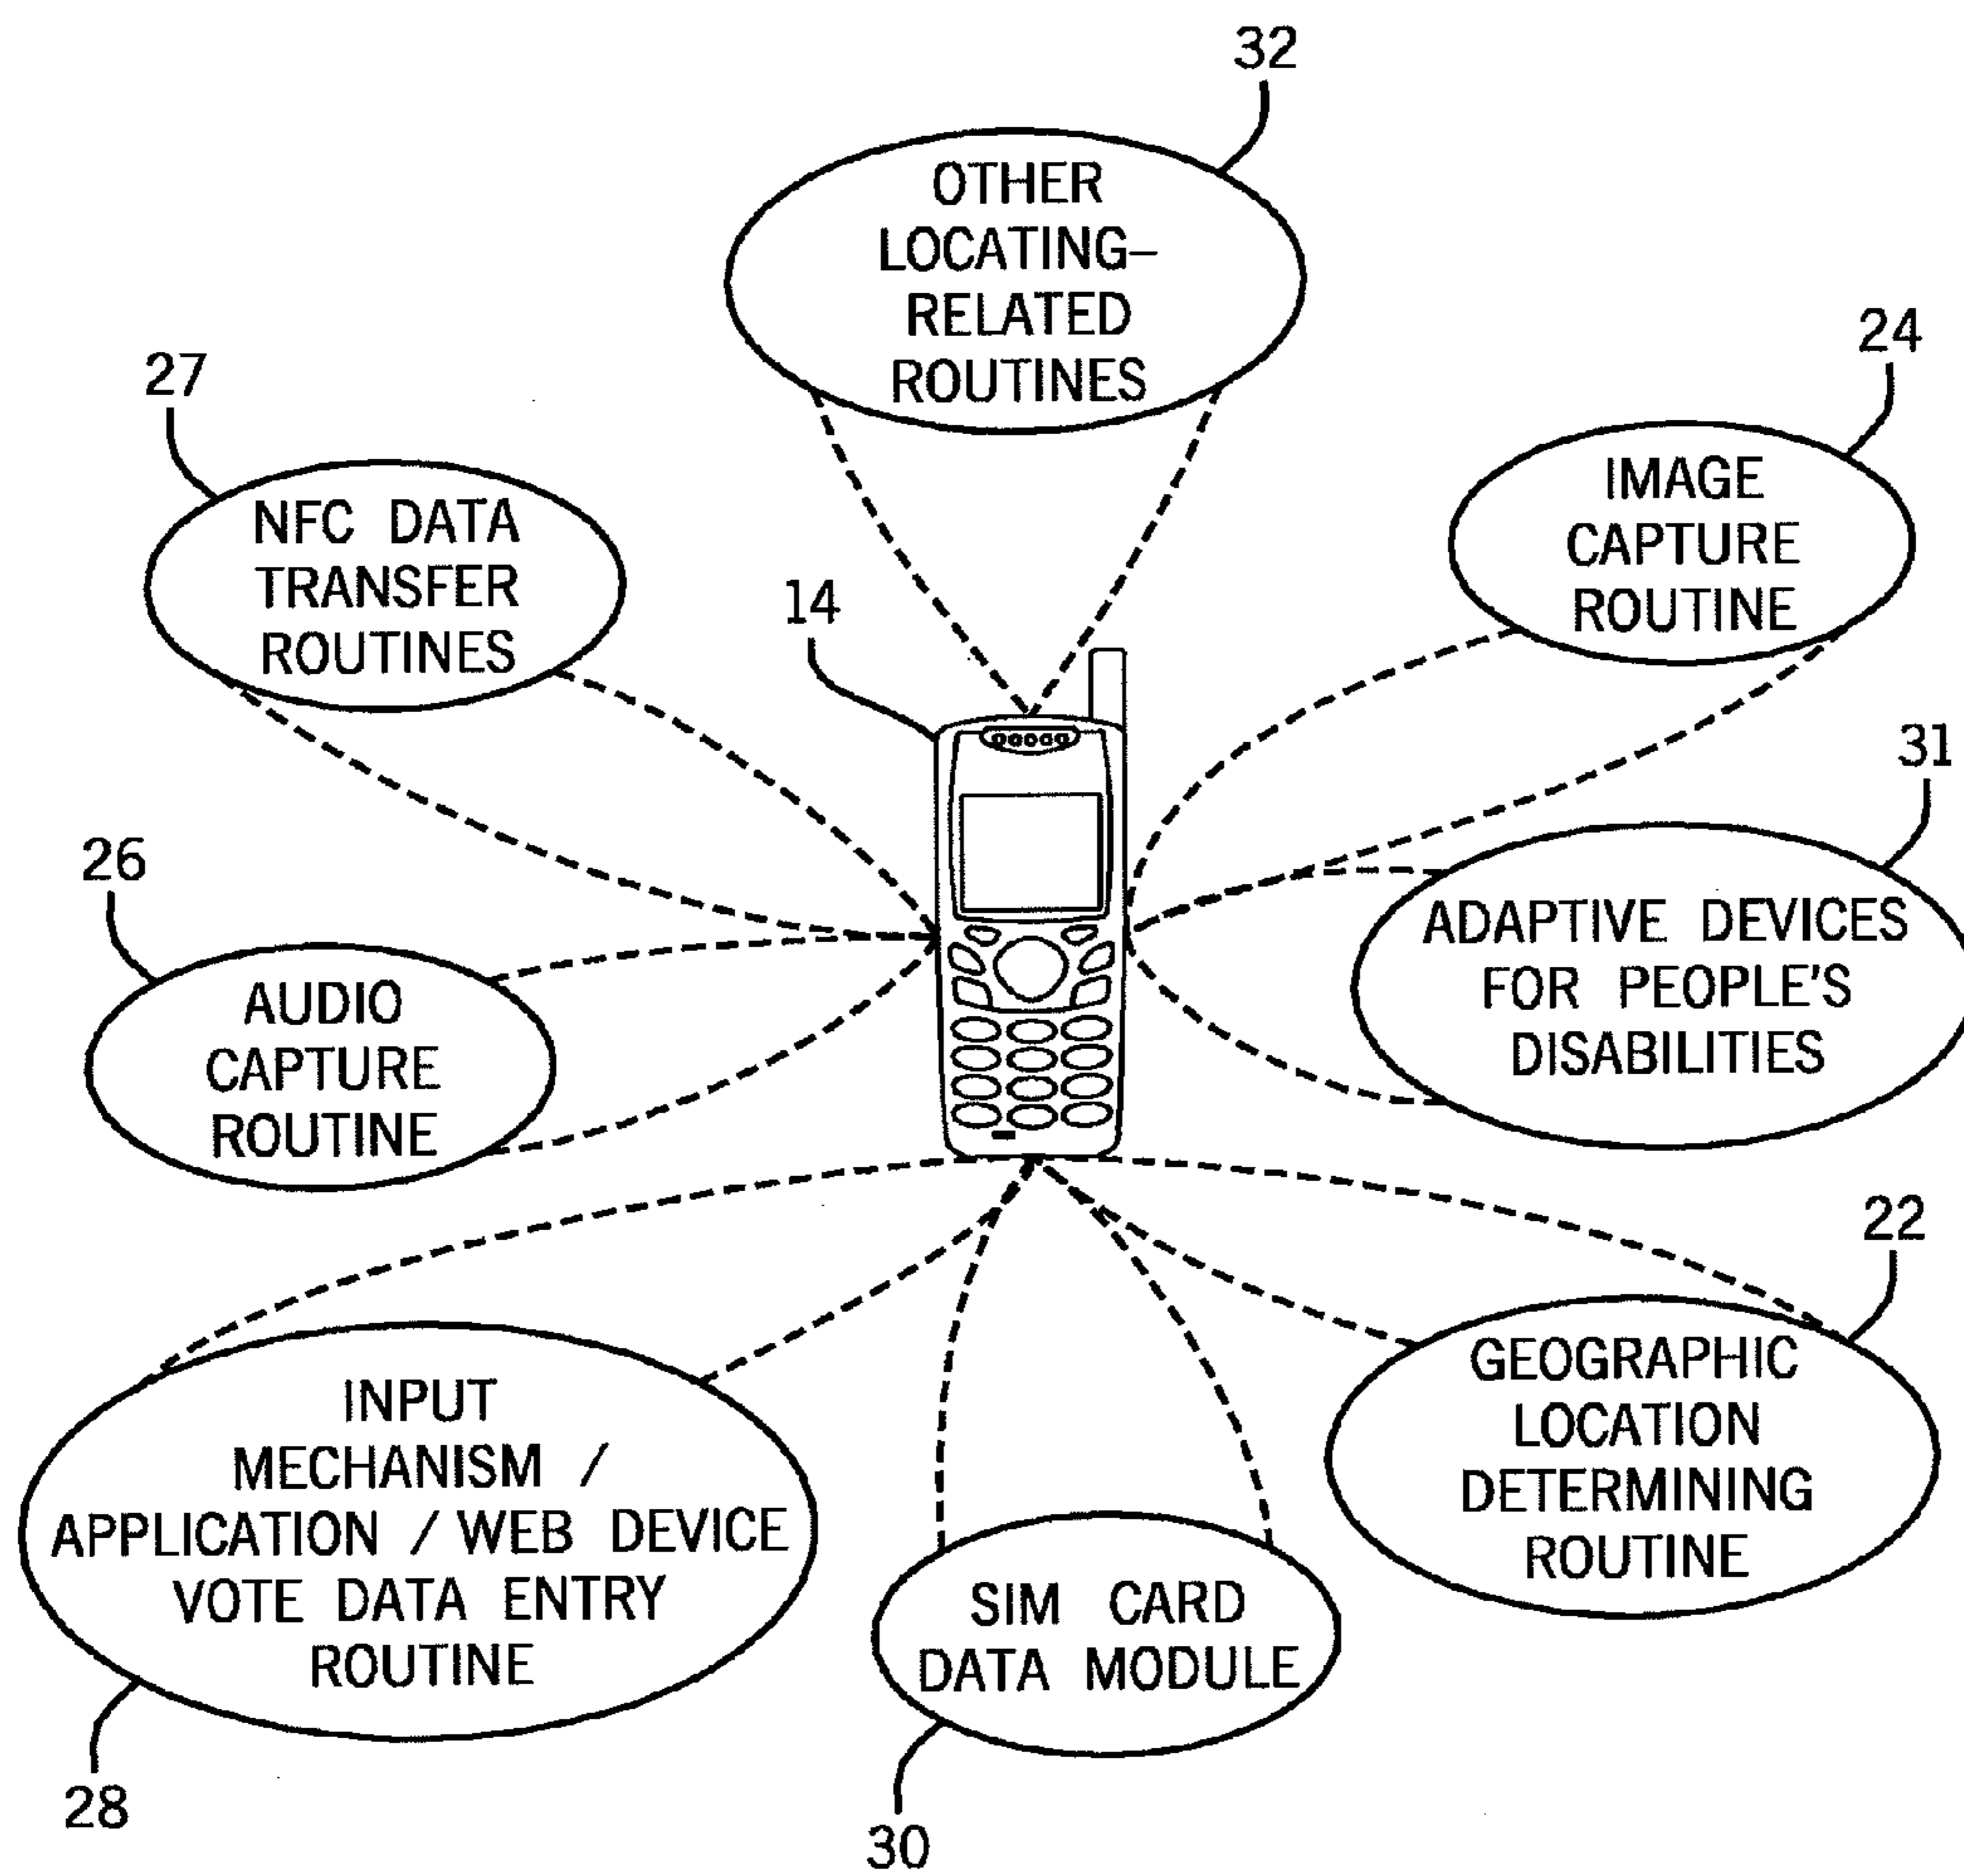 32
OTHER
LOCATING–
RELATED
ROUTINES
24
IMAGE
CAPTURE
ROUTINE
27
NFC DATA
TRANSFER
ROUTINES
14
31
ADAPTIVE DEVICES
FOR PEOPLE'S
DISABILITIES
26
AUDIO
CAPTURE
ROUTINE
22
GEOGRAPHIC
LOCATION
DETERMINING
ROUTINE
INPUT
MECHANISM /
APPLICATION / WEB DEVICE
VOTE DATA ENTRY
ROUTINE
28
SIM CARD
DATA MODULE
30